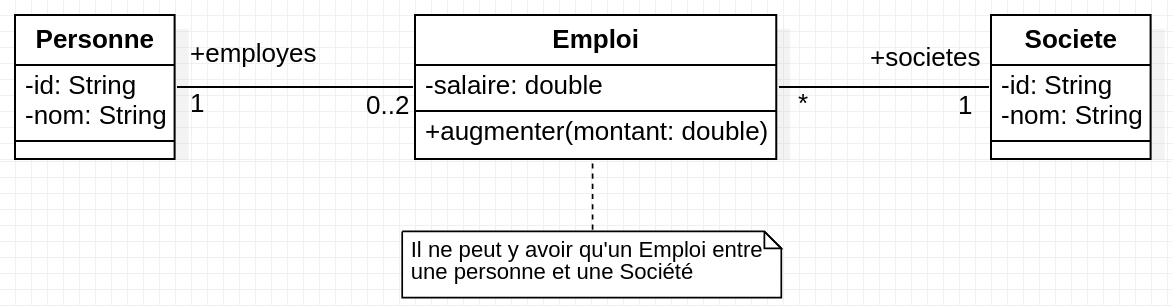 Personne
-id: String
-nom: String
+employes
1
0..2
Emploi
-salaire: double
+augmenter(montant: double)
*
+societes
1
Societe
-id: String
-nom: String
Il ne peut y avoir qu'un Emploi entre
une personne et une Société